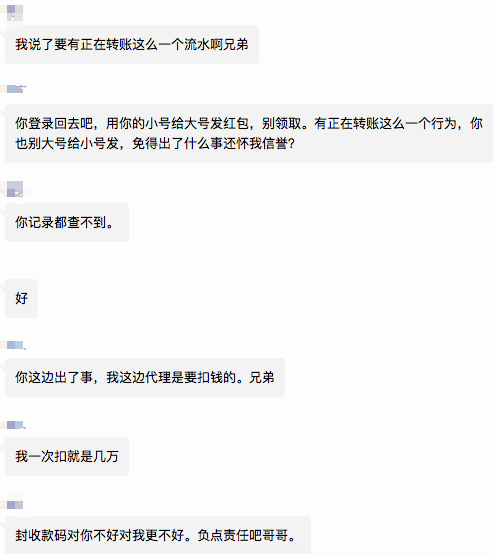 我说了要有正在转账这么一个流水啊兄弟
你登录回去吧，用你的小号给大号发红包，别领取。有正在转账这么一个行为，你
也别大号给小号发，免得出了什么事还怀我信誉？
你记录都查不到。
好
你这边出了事，我这边代理是要扣钱的。兄弟
我一次扣就是几万
封收款码对你不好对我更不好。负点责任吧哥哥。